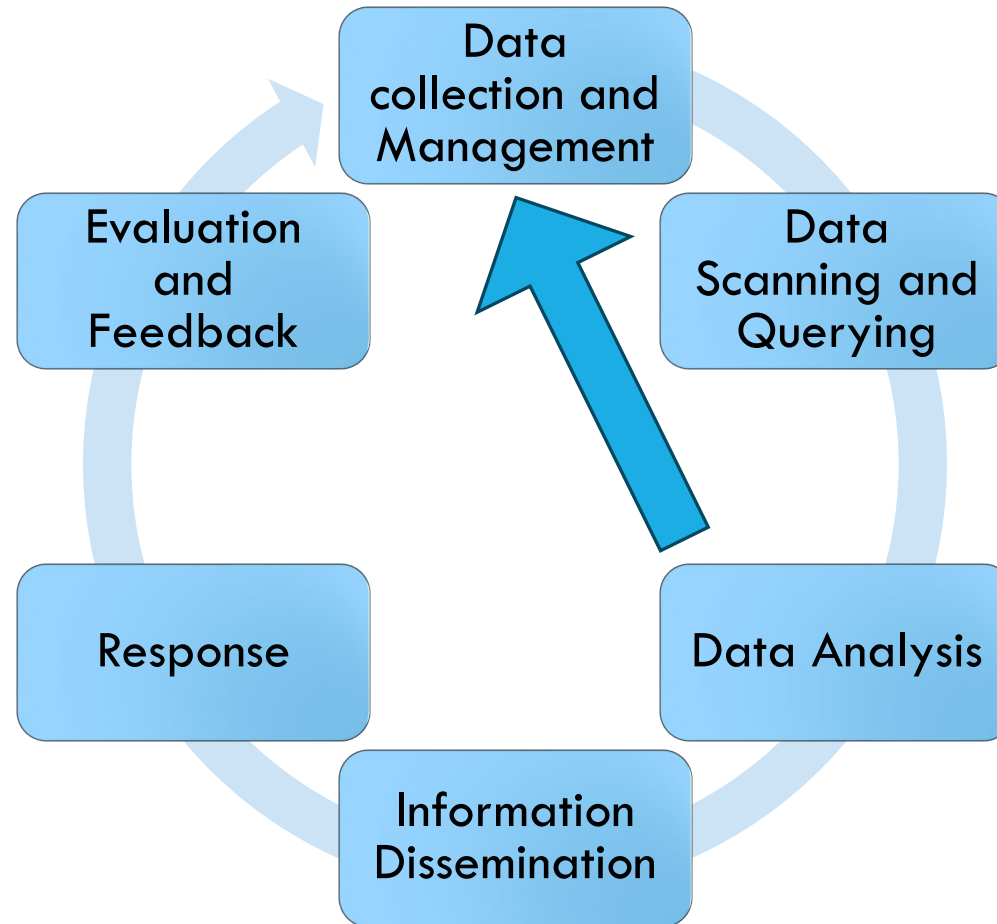 Data
collection and
Management
Data
Scanning and
Querying
Data Analysis
Information
Dissemination
Response
Evaluation
and
Feedback